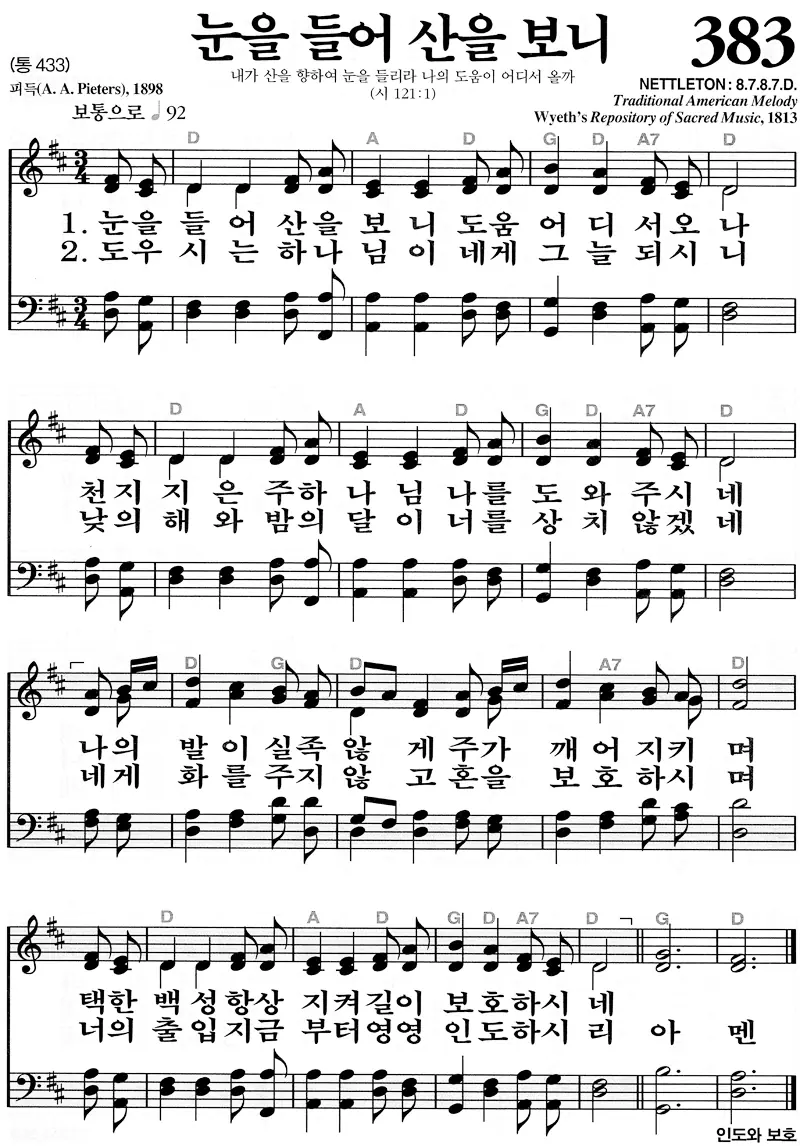 눈을 들어 산을 보니
383
(통 433)
내가 산을 향하여 눈을 들리라 나의 도움이 어디서 올까
(시 121:1)
피득(A. A. Pieters), 1898
NETTLETON: 8.7.8.7.D.
Traditional American Melody
Wyeth's Repository of Sacred Music, 1813
보통으로 ♩ 92
D A D G D A7 D
3 4
1. 눈을 들어 산을 보니 도움 어디서오 나
2. 도우 시는 하나님이 네게 그늘 되시 니
3 4
D A D G D A7 D
천지 지은 주하나님 나를 도와 주시 네
낮의 해와 밤의 달이 너를 상치 않겠 네
D G D A7 D
나의 발이 실족 않게 주가 깨어 지키 며
네게 화를 주지 않고 혼을 보호하시 며
D A D G D A7 D G D
택한 백성 항상 지켜 길이 보호하시 네
너의 출입 지금부터 영영 인도하시 리 아 멘
인도와 보호